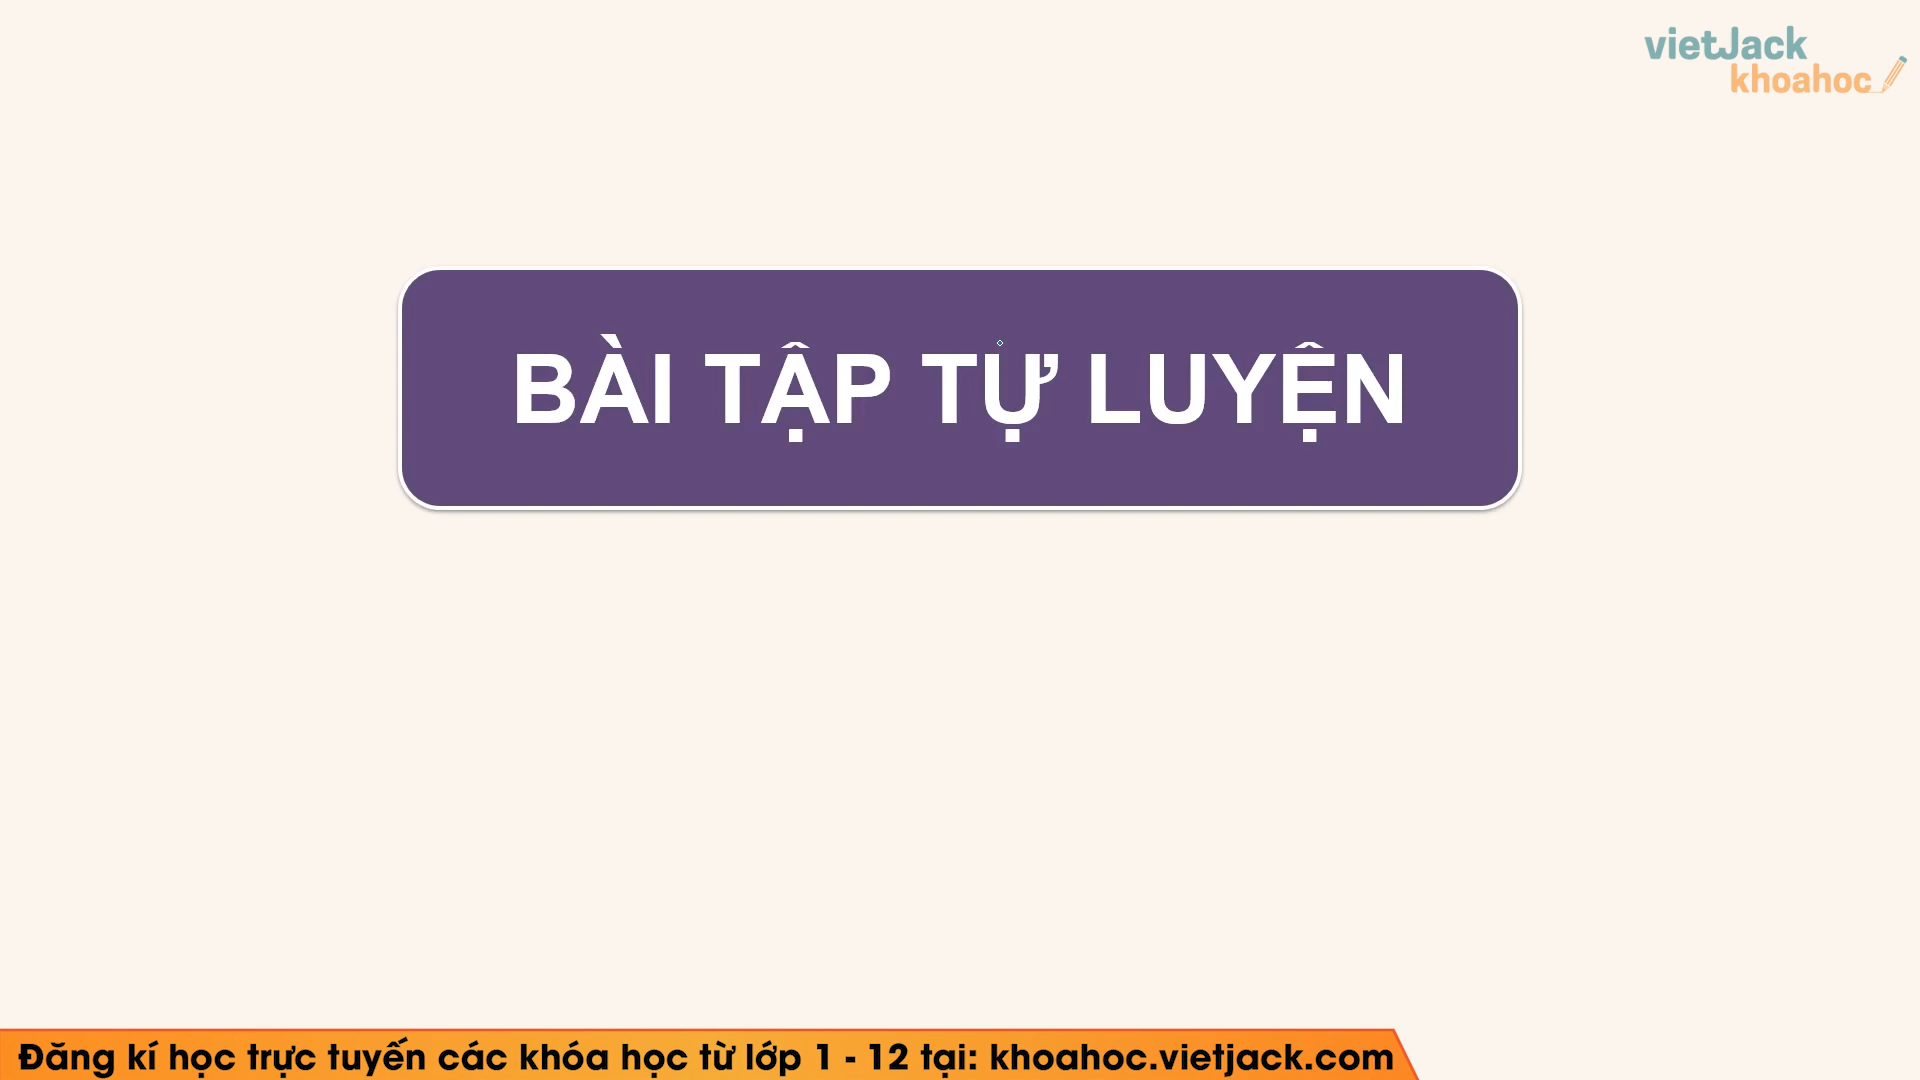 vietJack
khoahoc
BÀI TẬP TỰ LUYỆN
Đăng kí học trực tuyến các khóa học từ lớp 1 - 12 tại: khoahoc.vietjack.com